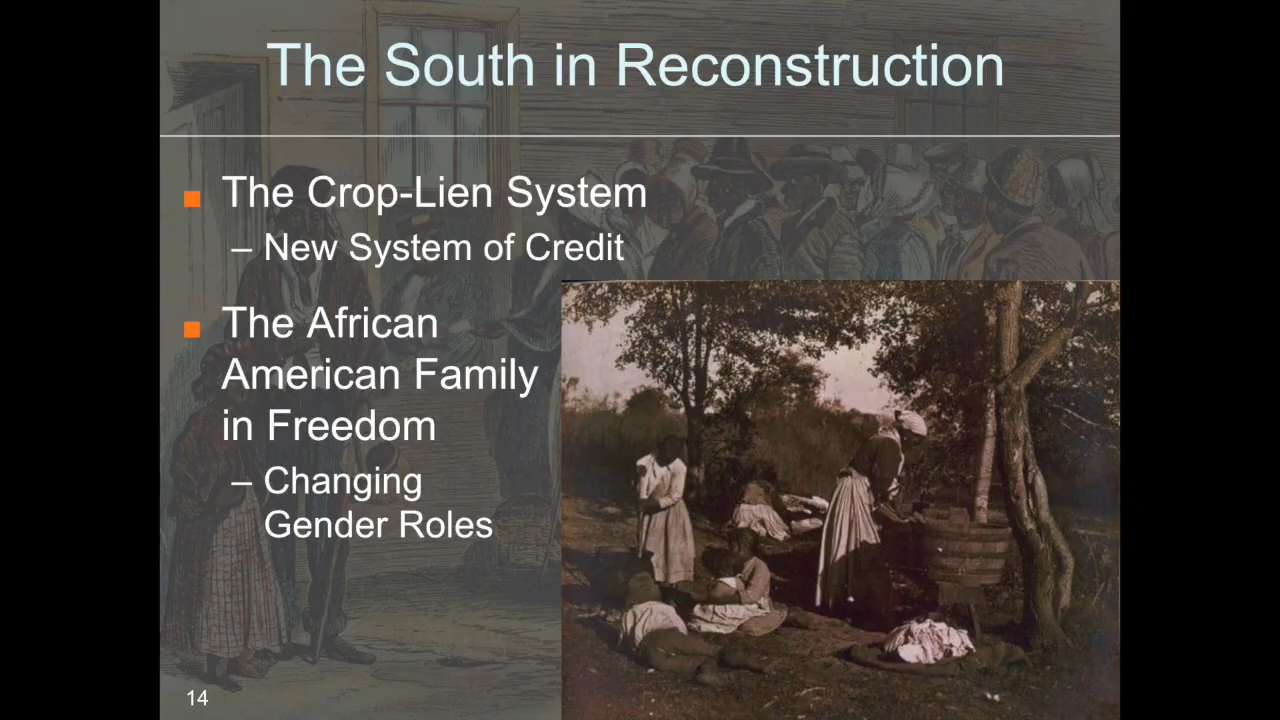 The South in Reconstruction
The Crop-Lien System
– New System of Credit
The African
American Family
in Freedom
– Changing
Gender Roles
14